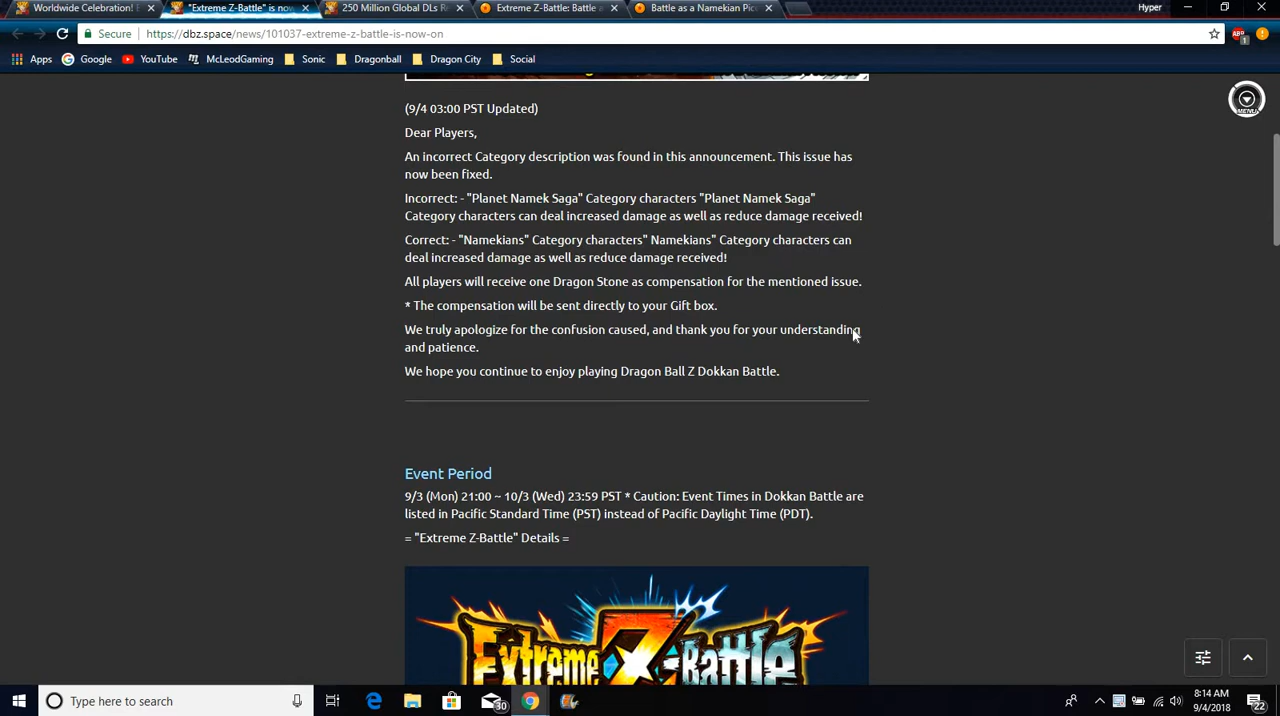 Worldwide Celebration! E
"Extreme Z-Battle" is now
250 Million Global DLs Re
Extreme Z-Battle: Battle a
Battle as a Namekian Pic
Hyper
Secure
https://dbz.space/news/101037-extreme-z-battle-is-now-on
ABP
1
Apps
Google
YouTube
McLeodGaming
Sonic
Dragonball
Dragon City
Social
MENU
(9/4 03:00 PST Updated)
Dear Players,
An incorrect Category description was found in this announcement. This issue has
now been fixed.
Incorrect: - "Planet Namek Saga" Category characters "Planet Namek Saga"
Category characters can deal increased damage as well as reduce damage received!
Correct: - "Namekians" Category characters" Namekians" Category characters can
deal increased damage as well as reduce damage received!
All players will receive one Dragon Stone as compensation for the mentioned issue.
* The compensation will be sent directly to your Gift box.
We truly apologize for the confusion caused, and thank you for your understanding
and patience.
We hope you continue to enjoy playing Dragon Ball Z Dokkan Battle.
Event Period
9/3 (Mon) 21:00 ~ 10/3 (Wed) 23:59 PST * Caution: Event Times in Dokkan Battle are
listed in Pacific Standard Time (PST) instead of Pacific Daylight Time (PDT).
= "Extreme Z-Battle" Details =
Extreme Z-Battle
Type here to search
30
8:14 AM
9/4/2018
22